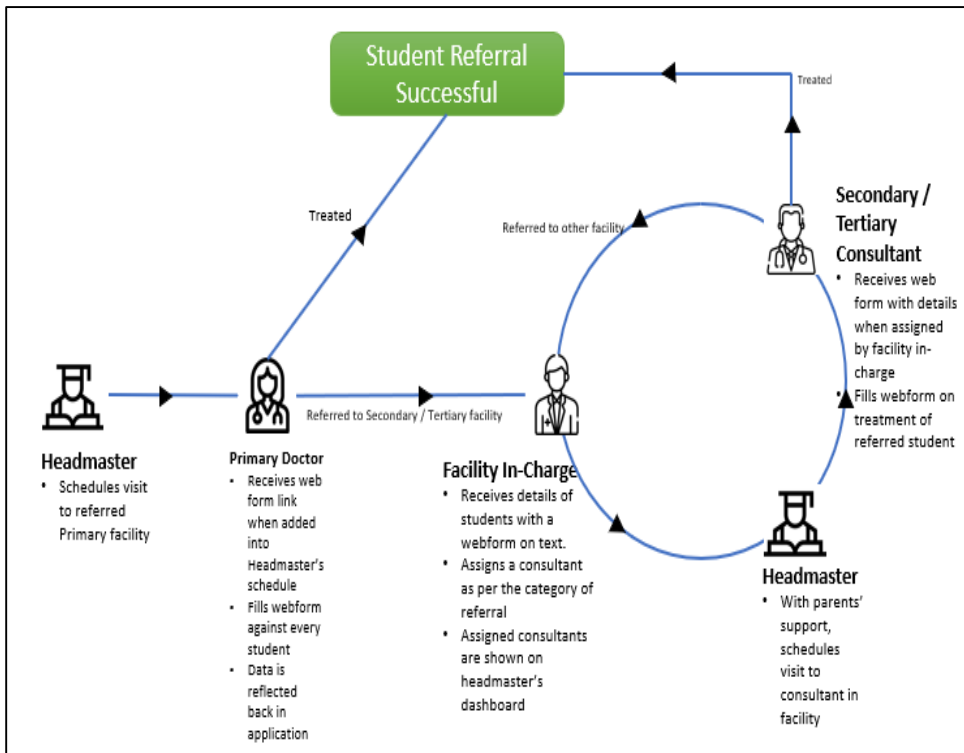 Student Referral
Successful
Treated
Treated
Referred to other facility
Secondary /
Tertiary
Consultant
• Receives web
form with details
when assigned
by facility in-
charge
• Fills webform on
treatment of
referred student
Referred to Secondary / Tertiary facility
Headmaster
• Schedules visit
to referred
Primary facility
Primary Doctor
• Receives web
form link
when added
into
Headmaster's
schedule
• Fills webform
against every
student
• Data is
reflected
back in
application
Facility In-Charge
• Receives details of
students with a
webform on text.
• Assigns a consultant
as per the category of
referral
• Assigned consultants
are shown on
headmaster's
dashboard
Headmaster
• With parents'
support,
schedules
visit to
consultant in
facility